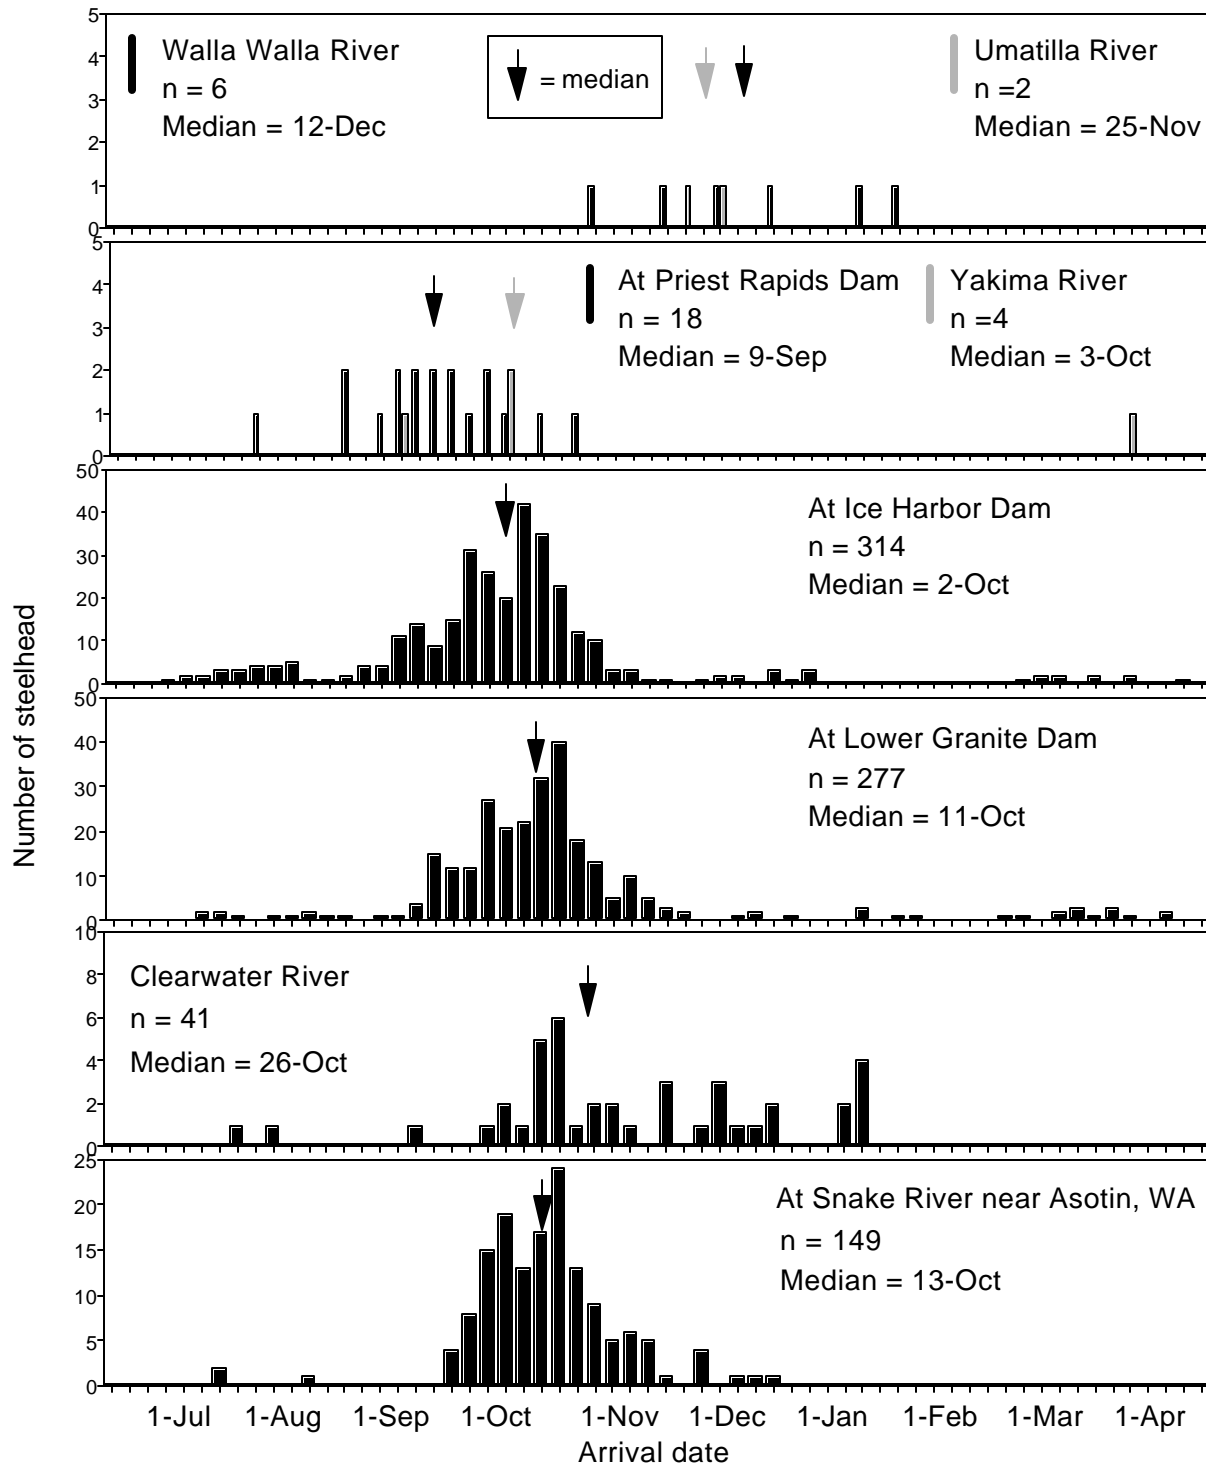 5
4
3
2
1
0
Walla Walla River
n = 6
Median = 12-Dec
= median
Umatilla River
n =2
Median = 25-Nov
5
4
3
2
1
0
At Priest Rapids Dam
n = 18
Median = 9-Sep
Yakima River
n =4
Median = 3-Oct
50
40
30
20
10
0
At Ice Harbor Dam
n = 314
Median = 2-Oct
50
40
30
20
10
0
At Lower Granite Dam
n = 277
Median = 11-Oct
10
8
6
4
2
0
Clearwater River
n = 41
Median = 26-Oct
25
20
15
10
5
0
At Snake River near Asotin, WA
n = 149
Median = 13-Oct
Number of steelhead
1-Jul 1-Aug 1-Sep 1-Oct 1-Nov 1-Dec 1-Jan 1-Feb 1-Mar 1-Apr
Arrival date